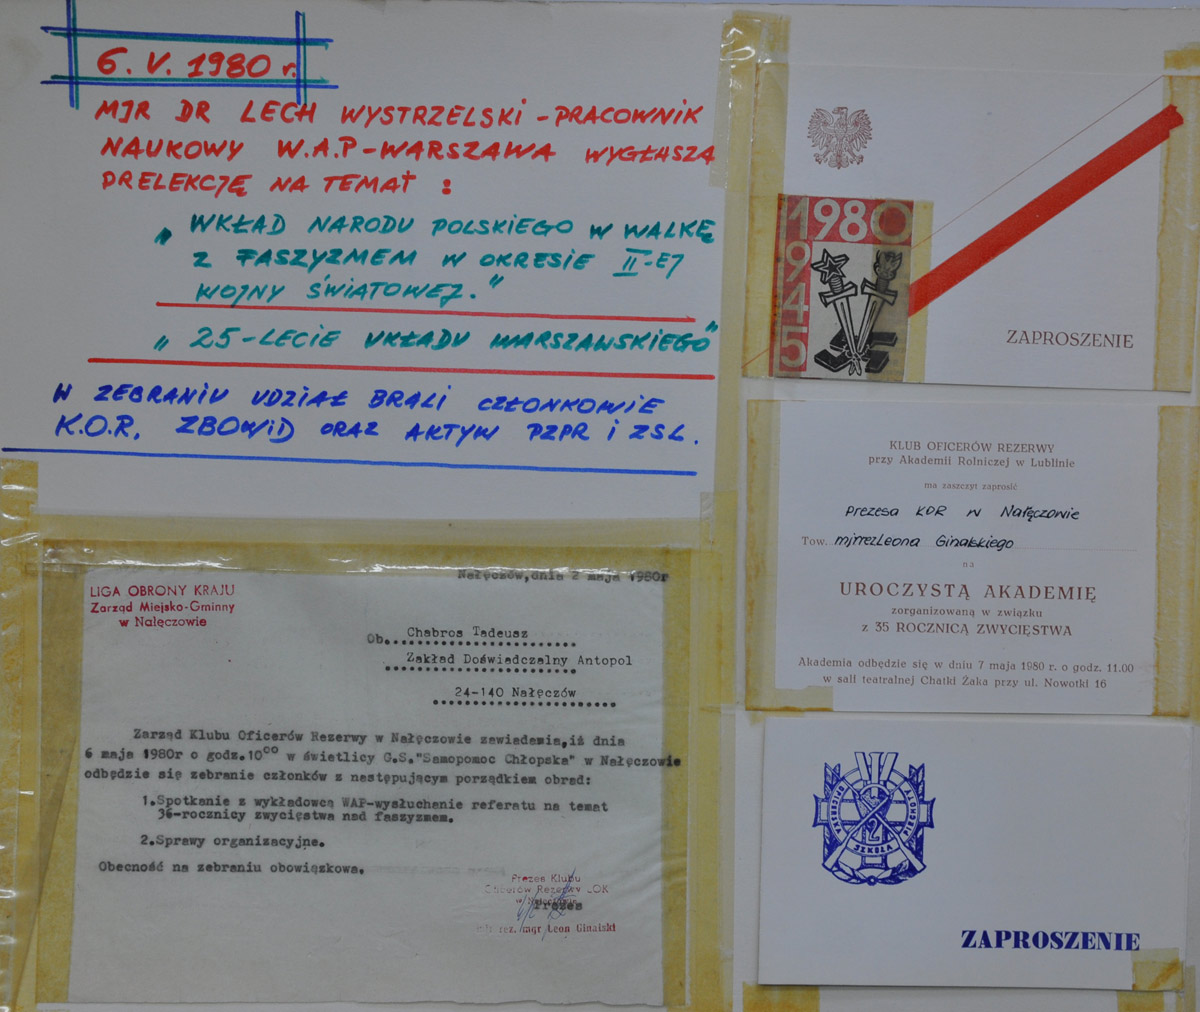 6. V. 1980 r.
MJR DR LECH WYSTRZELSKI - PRACOWNIK
NAUKOWY W.A.P - WARSZAWA WYGŁASZA
PRELEKCJĘ NA TEMAT :
„WKŁAD NARODU POLSKIEGO W WALKĘ
Z FASZYZMEM W OKRESIE II-EJ
WOJNY ŚWIATOWEJ."
„25-LECIE UKŁADU WARSZAWSKIEGO"
W ZEBRANIU UDZIAŁ BRALI CZŁONKOWIE
K.O.R. ZBOWiD ORAZ AKTYW PZPR i ZSL.
1980
945
ZAPROSZENIE
KLUB OFICERÓW REZERWY
przy Akademii Rolniczej w Lublinie
ma zaszczyt zaprosić
Prezesa KOR w Nałęczowie
Tow. mjr rez Leona Ginalskiego
na
UROCZYSTĄ AKADEMIĘ
zorganizowaną w związku
z 35 ROCZNICĄ ZWYCIĘSTWA
Akademia odbędzie się w dniu 7 maja 1980 r. o godz. 11.00
w sali teatralnej Chatki Żaka przy ul. Nowotki 16
Nałęczów, dnia 2 maja 1980r
LIGA OBRONY KRAJU
Zarząd Miejsko-Gminny
w Nałęczowie
Ob. Chabros Tadeusz
Zakład Doświadczalny Antopol
24-140 Nałęczów
Zarząd Klubu Oficerów Rezerwy w Nałęczowie zawiadamia, iż dnia
6 maja 1980r o godz. 10⁰⁰ w świetlicy G.S."Samopomoc Chłopska" w Nałęczowie
odbędzie się zebranie członków z następującym porządkiem obrad:
1. Spotkanie z wykładowcą WAP-wysłuchanie referatu na temat
36-rocznicy zwycięstwa nad faszyzmem.
2. Sprawy organizacyjne.
Obecność na zebraniu obowiązkowa.
Prezes Klubu
Oficerów Rezerwy LOK
w Nałęczowie
Prezes
rez. mgr Leon Ginalski
OFICERSKA SZKOŁA PIECHOTY
2
ZAPROSZENIE